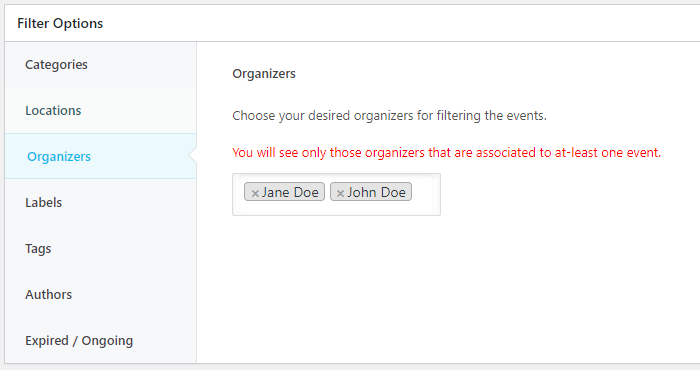 Filter Options
Categories
Locations
Organizers
Labels
Tags
Authors
Expired / Ongoing
Organizers
Choose your desired organizers for filtering the events.
You will see only those organizers that are associated to at-least one event.
×Jane Doe ×John Doe